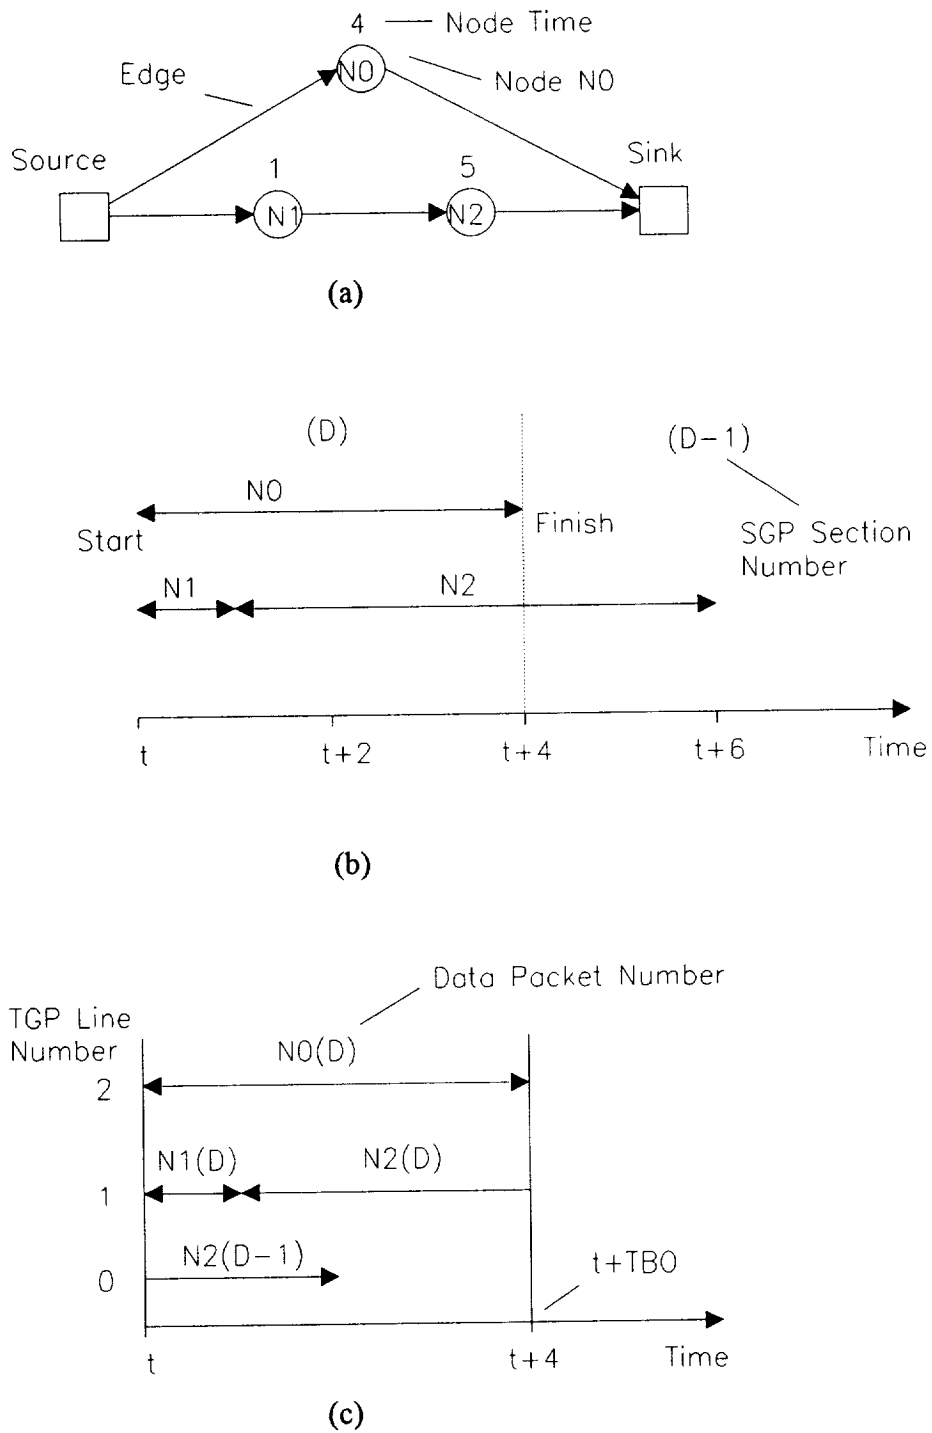 4
Node Time
N0
Node N0
Edge
Source
Sink
1
5
N1
N2
(a)
(D)
(D-1)
N0
Start
Finish
SGP Section
Number
N1
N2
t
t+2
t+4
t+6
Time
(b)
Data Packet Number
TGP Line
Number
N0(D)
2
N1(D)
N2(D)
1
N2(D-1)
0
t+TBO
t
t+4
Time
(c)